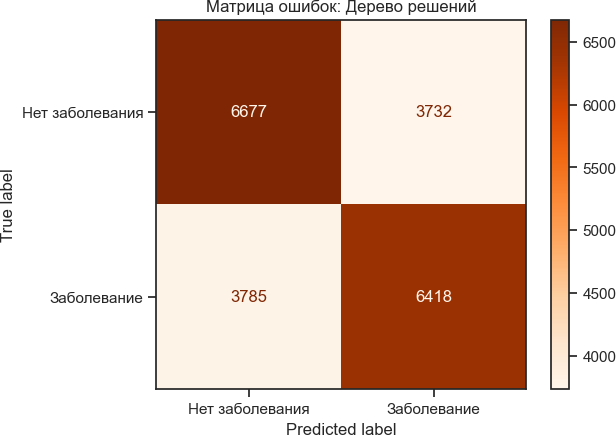 Матрица ошибок: Дерево решений
True label
Нет заболевания
Заболевание
6677
3732
3785
6418
Нет заболевания
Заболевание
Predicted label
6500
6000
5500
5000
4500
4000